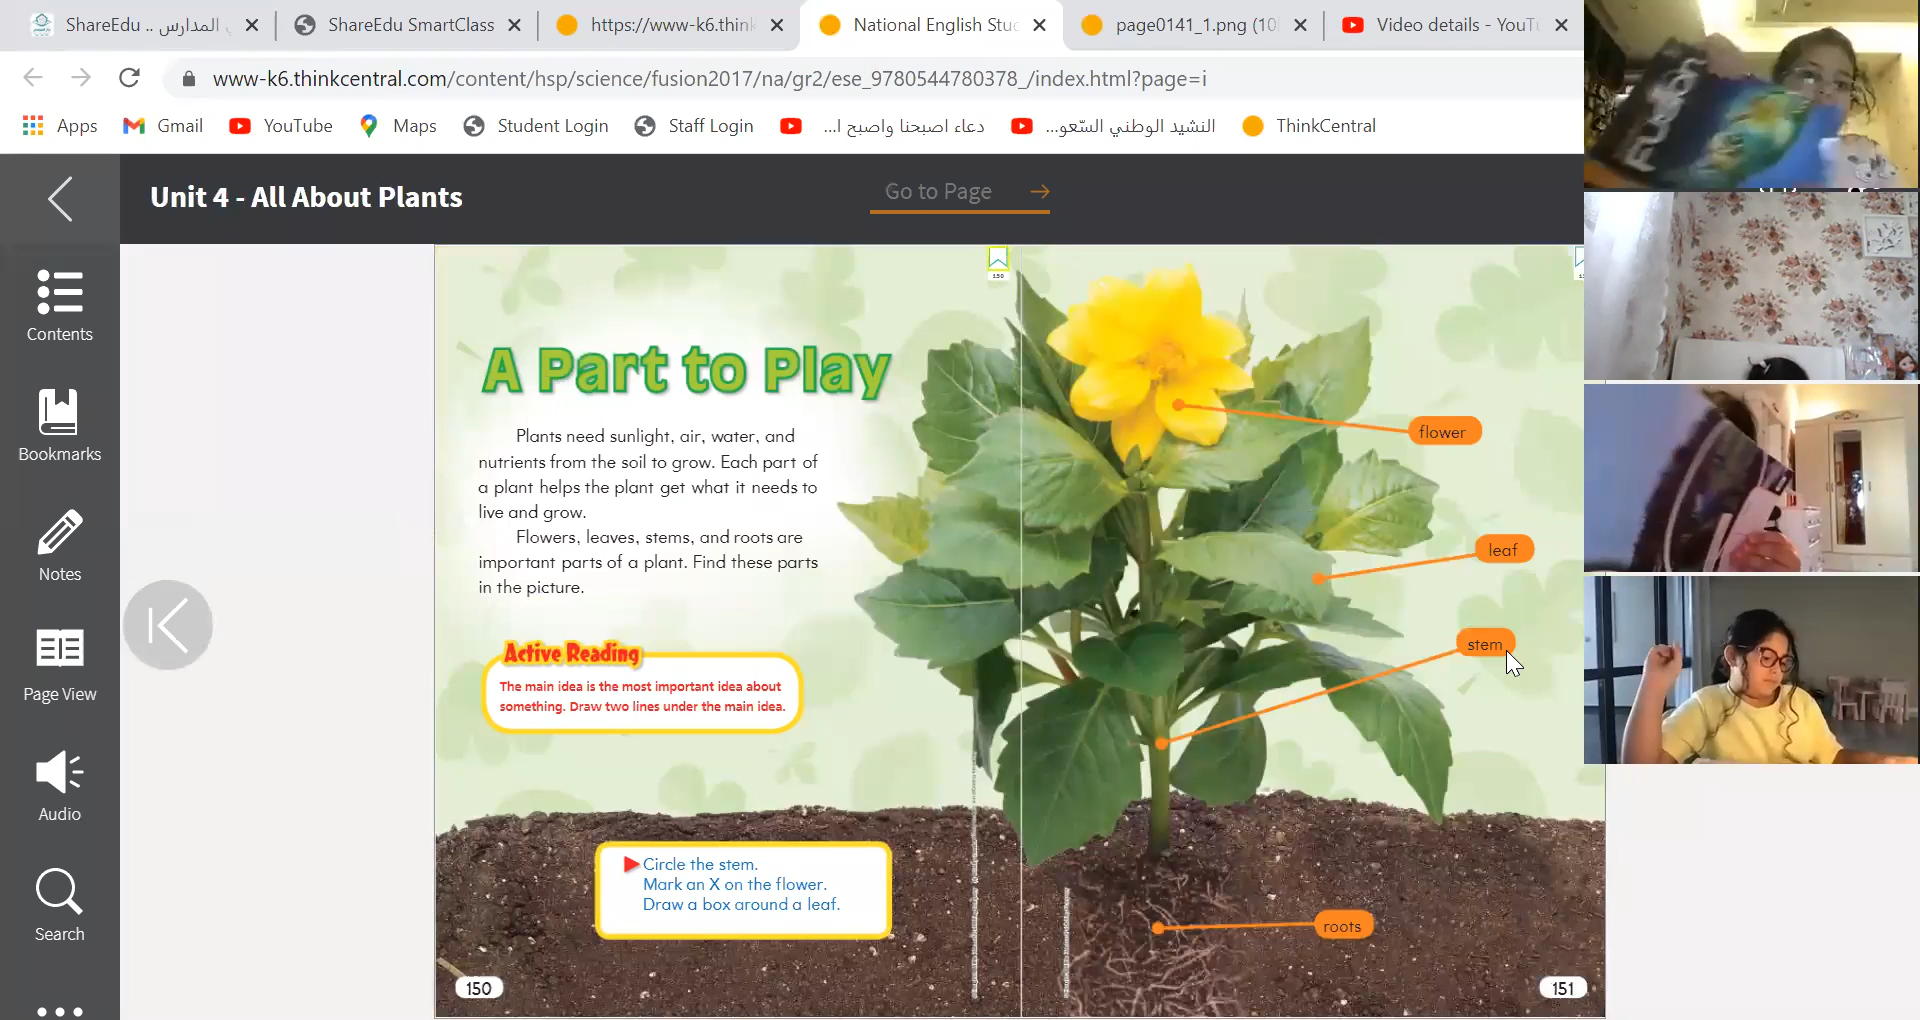 ShareEdu .. المدارس
ShareEdu SmartClass
https://www-k6.think
National English Stu
page0141_1.png (10
Video details - YouT
www-k6.thinkcentral.com/content/hsp/science/fusion2017/na/gr2/ese_9780544780378_/index.html?page=i
Apps
Gmail
YouTube
Maps
Student Login
Staff Login
دعاء اصبحنا واصبح ا...
النشيد الوطني السّعو...
ThinkCentral
Unit 4 - All About Plants
Go to Page
Contents
Bookmarks
Notes
Page View
Audio
Search
150
A Part to Play
Plants need sunlight, air, water, and
nutrients from the soil to grow. Each part of
a plant helps the plant get what it needs to
live and grow.
Flowers, leaves, stems, and roots are
important parts of a plant. Find these parts
in the picture.
Active Reading
The main idea is the most important idea about
something. Draw two lines under the main idea.
Circle the stem.
Mark an X on the flower.
Draw a box around a leaf.
150
flower
leaf
stem
roots
151